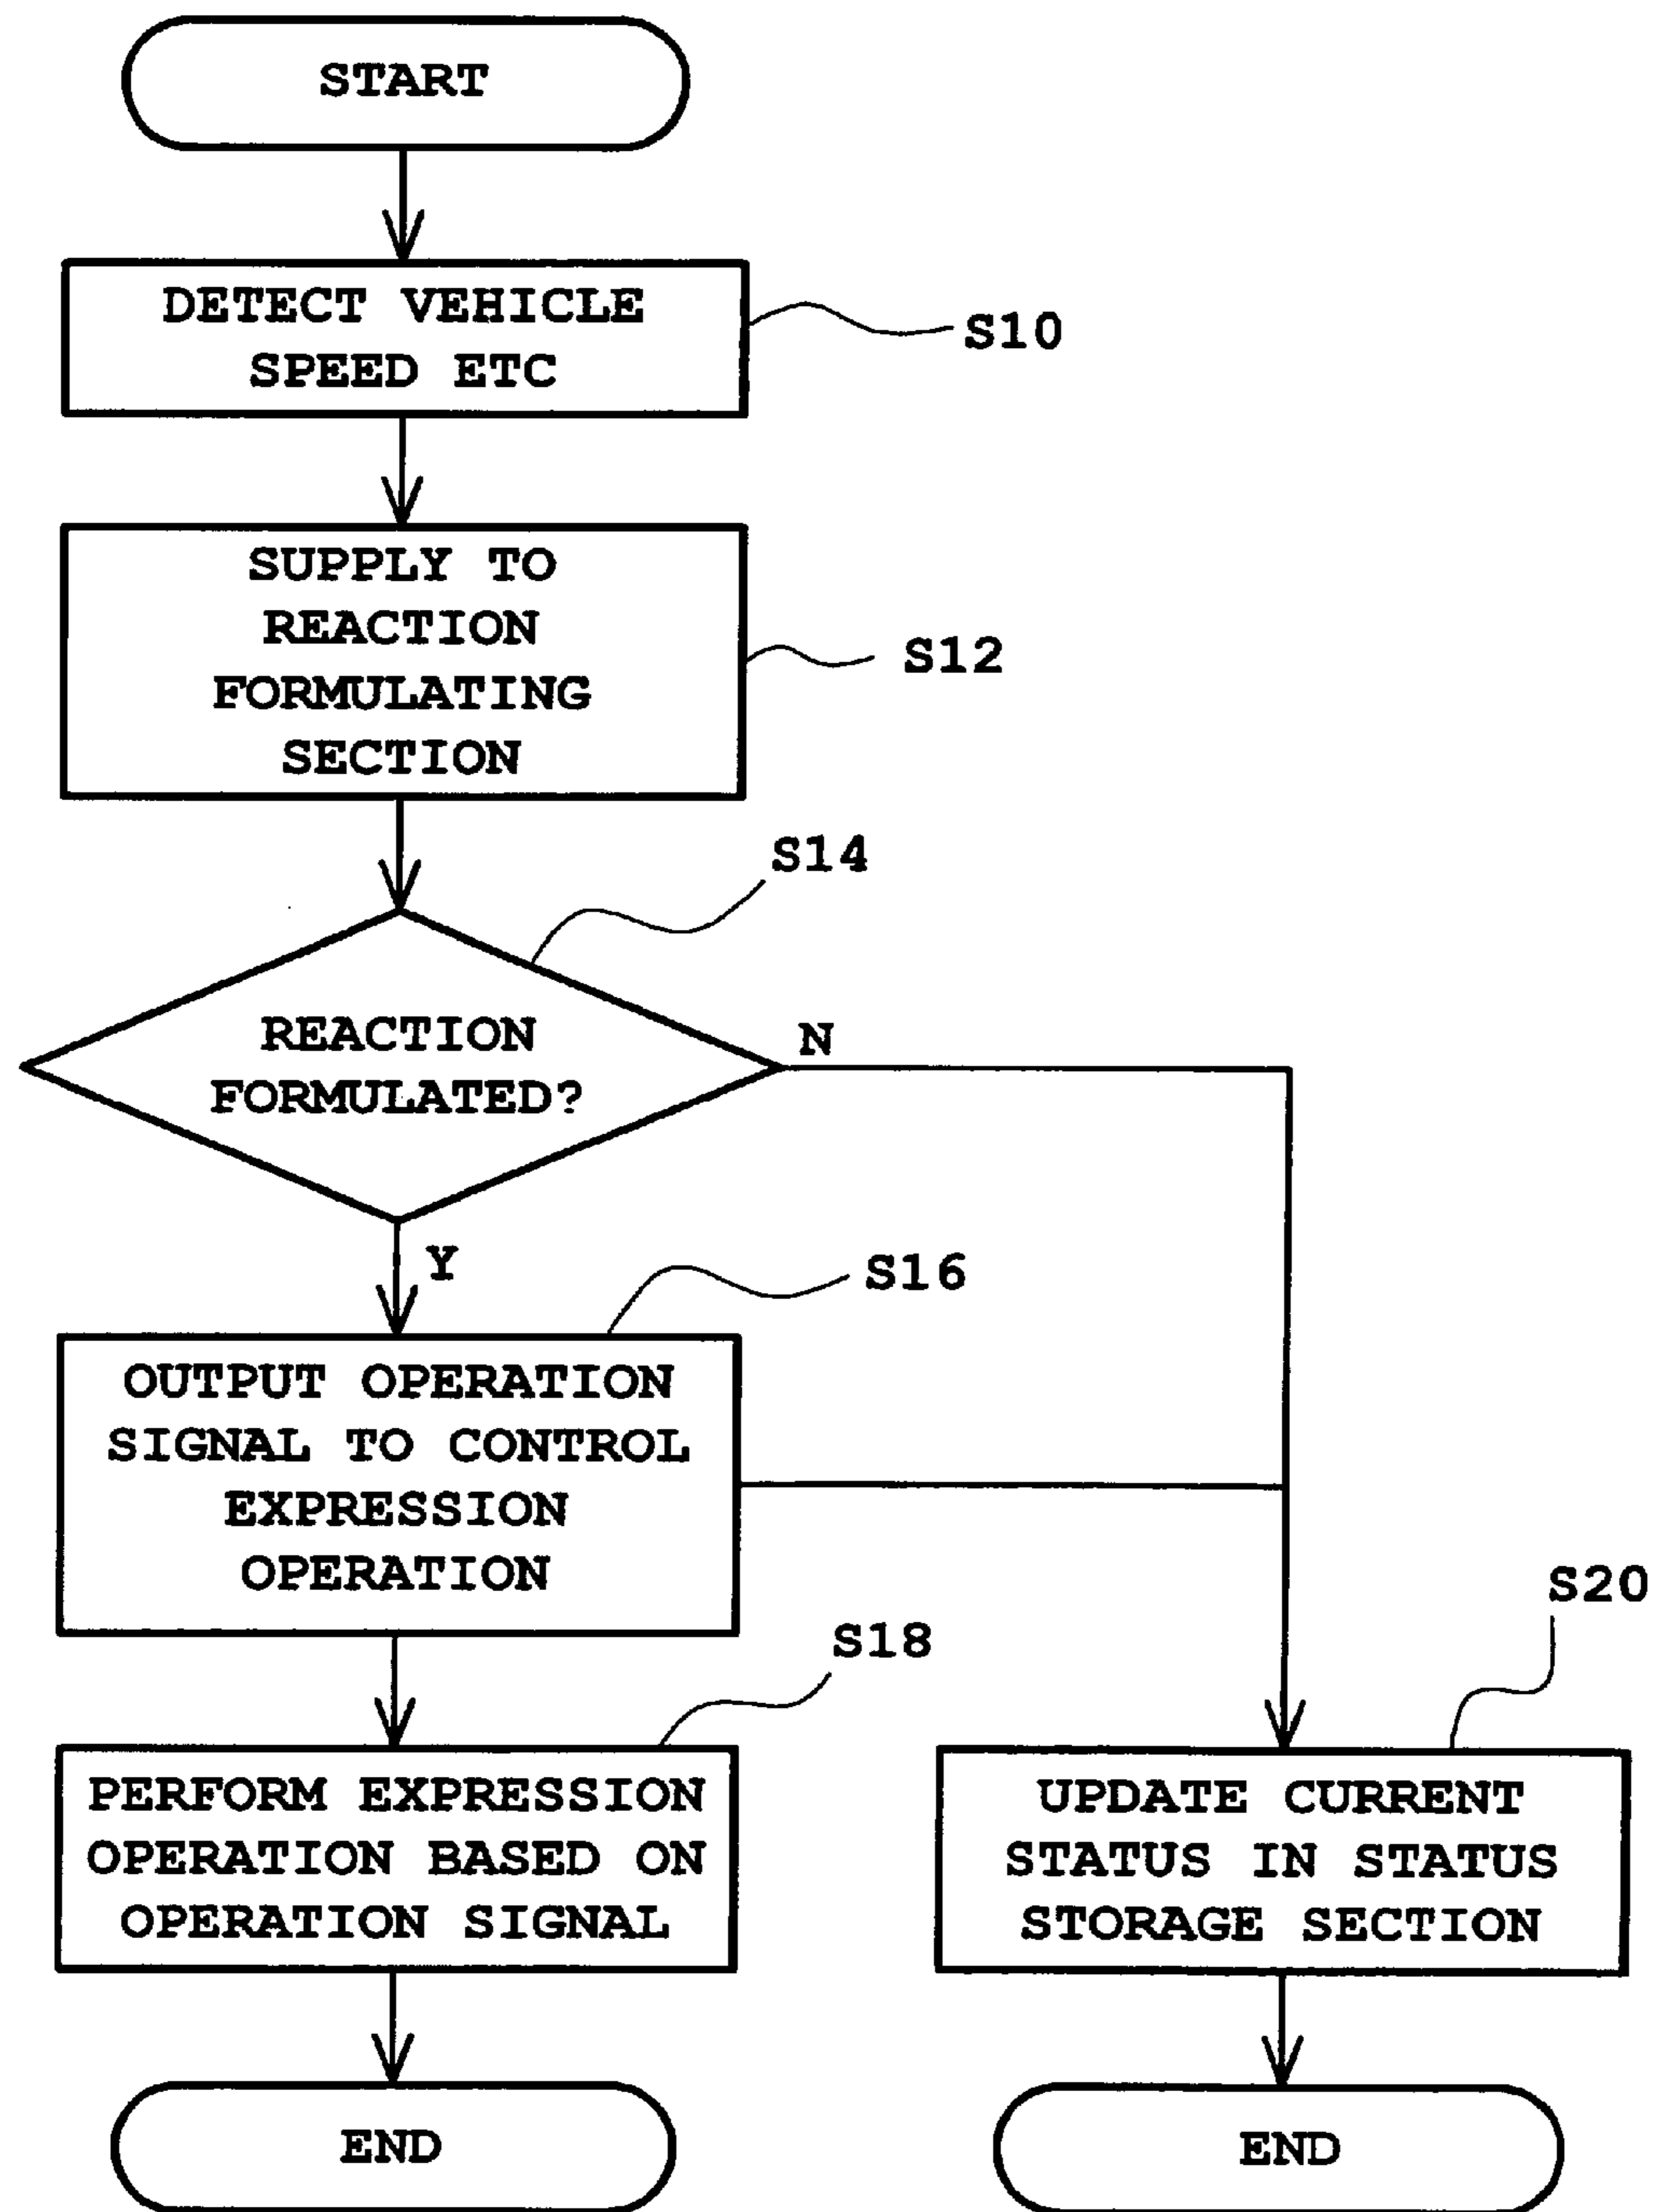 START
DETECT VEHICLE
SPEED ETC
S10
SUPPLY TO
REACTION
FORMULATING
SECTION
S12
S14
REACTION
FORMULATED?
N
Y
S16
OUTPUT OPERATION
SIGNAL TO CONTROL
EXPRESSION
OPERATION
S18
PERFORM EXPRESSION
OPERATION BASED ON
OPERATION SIGNAL
S20
UPDATE CURRENT
STATUS IN STATUS
STORAGE SECTION
END
END